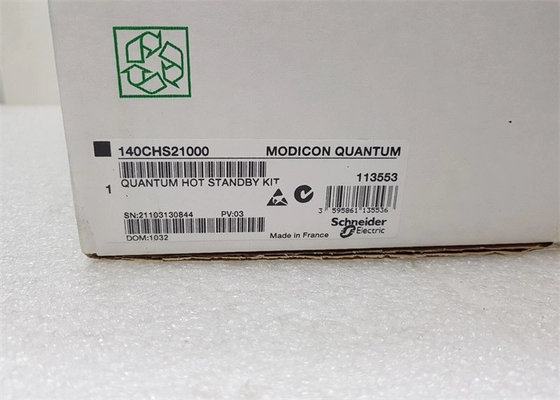 140CHS21000 MODICON QUANTUM
1 QUANTUM HOT STANDBY KIT 113553
3 595861 135536
SN:21103130844 PV:03
Schneider
Electric
DOM:1032 Made in France